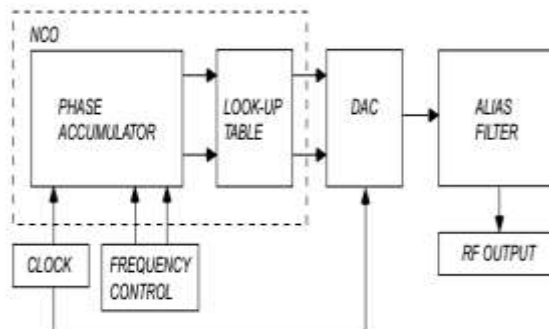 NCO
PHASE
ACCUMULATOR
LOOK-UP
TABLE
DAC
ALIAS
FILTER
CLOCK
FREQUENCY
CONTROL
RF OUTPUT